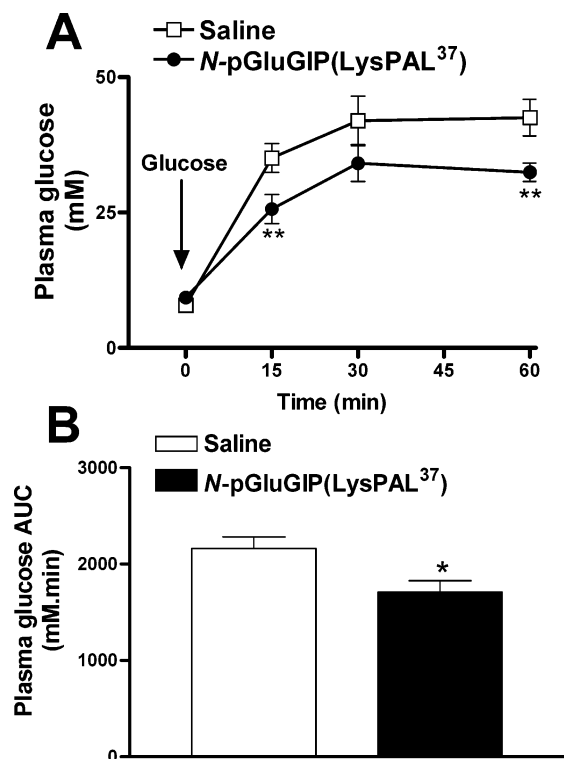 A
Saline
N-pGluGIP(LysPAL³⁷)
50
25
0
Plasma glucose
(mM)
Glucose
**
**
0 15 30 45 60
Time (min)
B
Saline
N-pGluGIP(LysPAL³⁷)
3000
2000
1000
0
Plasma glucose AUC
(mM.min)
*